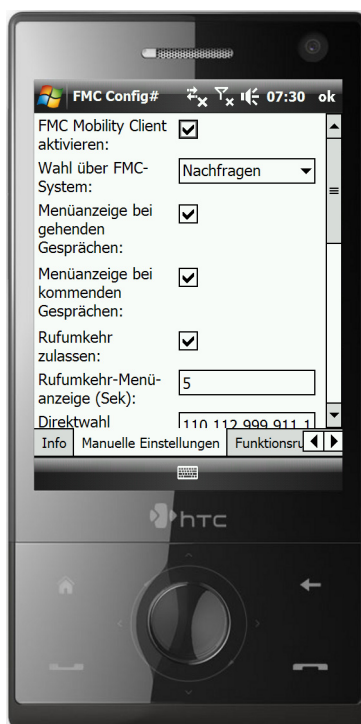 FMC Config#
07:30
ok
FMC Mobility Client
aktivieren:
Wahl über FMC-
System:
Nachfragen
Menüanzeige bei
gehenden
Gesprächen:
Menüanzeige bei
kommenden
Gesprächen:
Rufumkehr
zulassen:
Rufumkehr-Menü-
anzeige (Sek):
5
Direktwahl
110,112,999,911,1
Info
Manuelle Einstellungen
Funktionsru
hTC